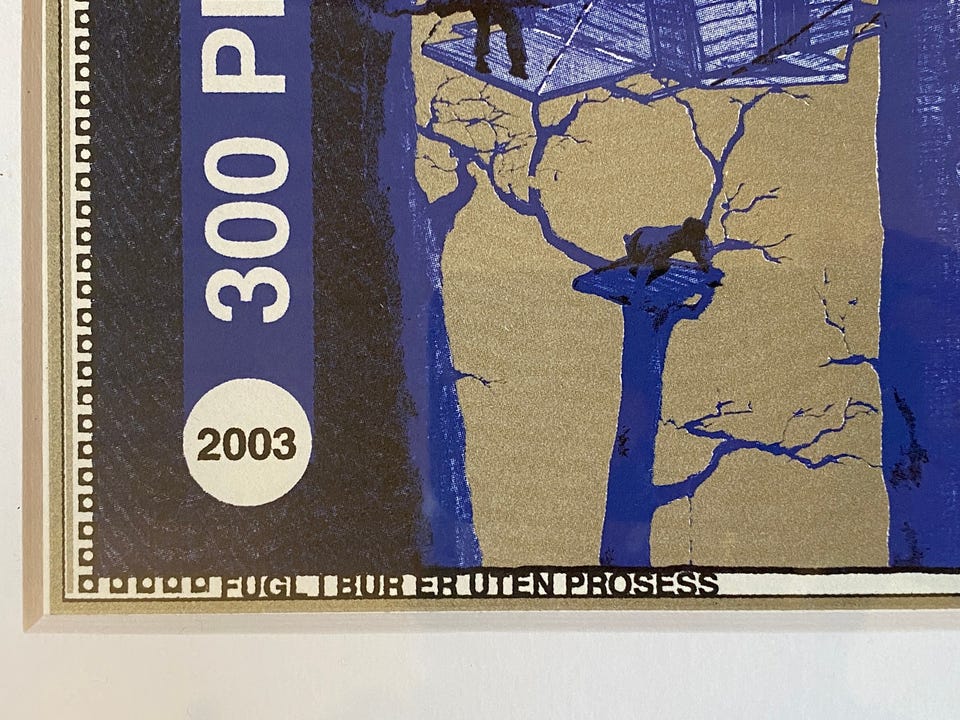 300
2003
FUGL I BUR ER UTEN PROSESS